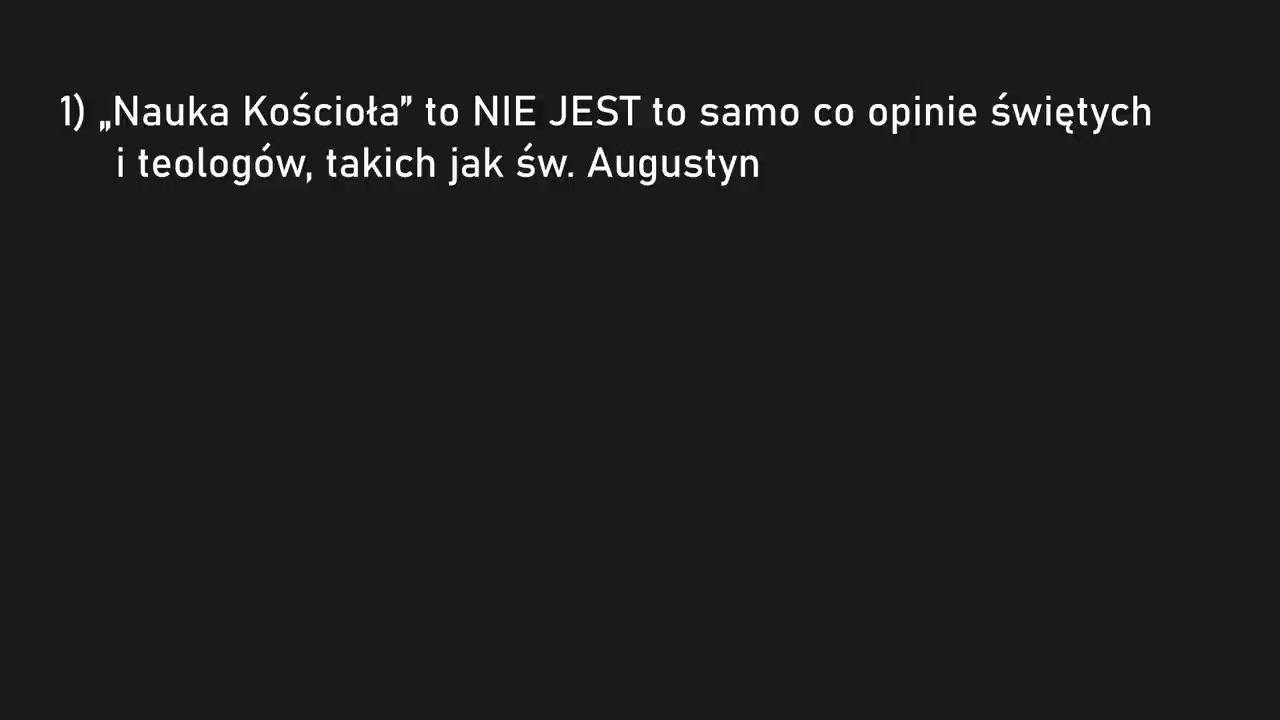 1) „Nauka Kościoła” to NIE JEST to samo co opinie świętych
i teologów, takich jak św. Augustyn